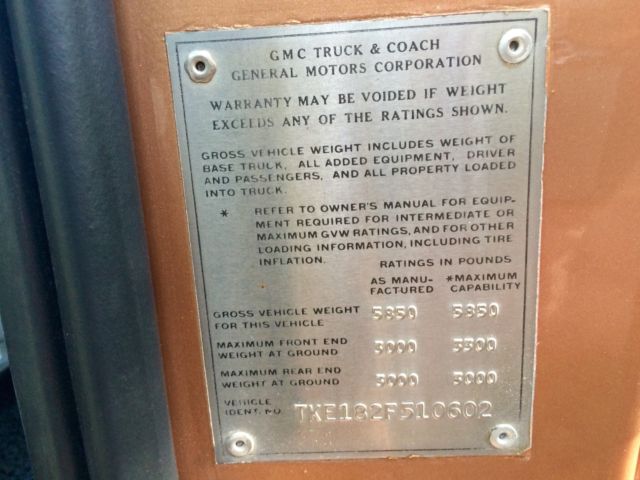 GMC TRUCK & COACH
GENERAL MOTORS CORPORATION
WARRANTY MAY BE VOIDED IF WEIGHT
EXCEEDS ANY OF THE RATINGS SHOWN.
GROSS VEHICLE WEIGHT INCLUDES WEIGHT OF
BASE TRUCK, ALL ADDED EQUIPMENT, DRIVER
AND PASSENGERS, AND ALL PROPERTY LOADED
INTO TRUCK.
* REFER TO OWNER'S MANUAL FOR EQUIP-
MENT REQUIRED FOR INTERMEDIATE OR
MAXIMUM GVW RATINGS, AND FOR OTHER
LOADING INFORMATION, INCLUDING TIRE
INFLATION.
RATINGS IN POUNDS
AS MANU- *MAXIMUM
FACTURED CAPABILITY
GROSS VEHICLE WEIGHT 5850 5850
FOR THIS VEHICLE
MAXIMUM FRONT END 3000 3500
WEIGHT AT GROUND
MAXIMUM REAR END 5000 5000
WEIGHT AT GROUND
VEHICLE
IDENT. NO. TKE182F510602